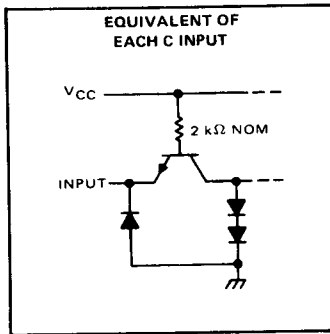 EQUIVALENT OF
EACH C INPUT
VCC
2 kΩ NOM
INPUT